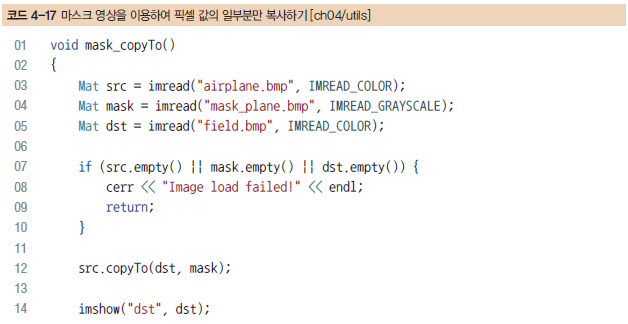 코드 4-17 마스크 영상을 이용하여 픽셀 값의 일부분만 복사하기 [ch04/utils]
01 void mask_copyTo()
02 {
03 Mat src = imread("airplane.bmp", IMREAD_COLOR);
04 Mat mask = imread("mask_plane.bmp", IMREAD_GRAYSCALE);
05 Mat dst = imread("field.bmp", IMREAD_COLOR);
06
07 if (src.empty() || mask.empty() || dst.empty()) {
08 cerr << "Image load failed!" << endl;
09 return;
10 }
11
12 src.copyTo(dst, mask);
13
14 imshow("dst", dst);